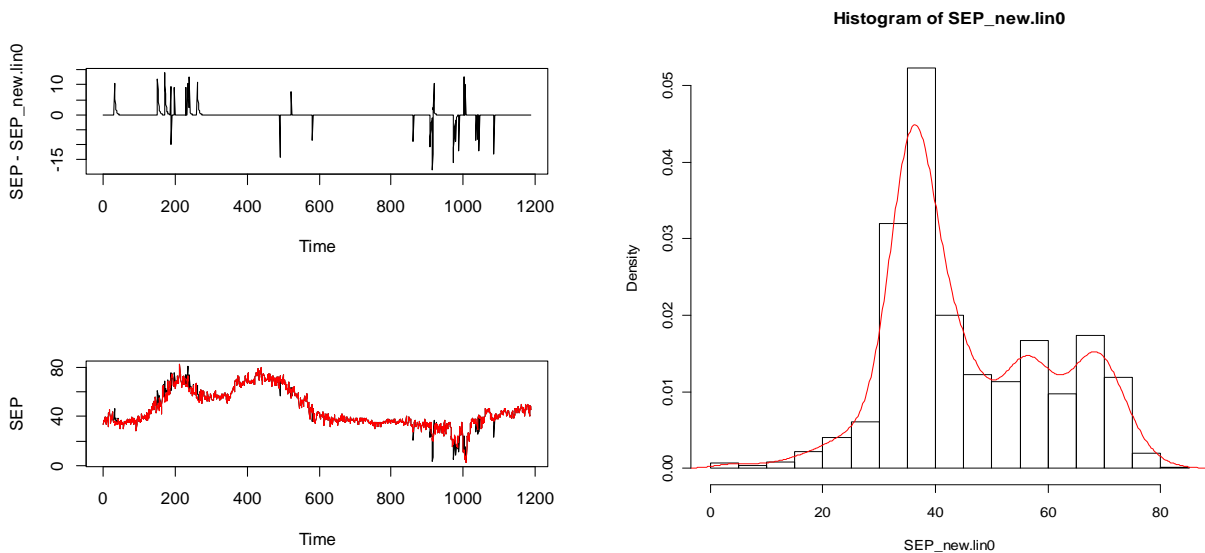 SEP - SEP_new.lin0
10
0
-15
0 200 400 600 800 1000 1200
Time
SEP
80
40
0
0 200 400 600 800 1000 1200
Time
Histogram of SEP_new.lin0
Density
0.05
0.04
0.03
0.02
0.01
0.00
0 20 40 60 80
SEP_new.lin0